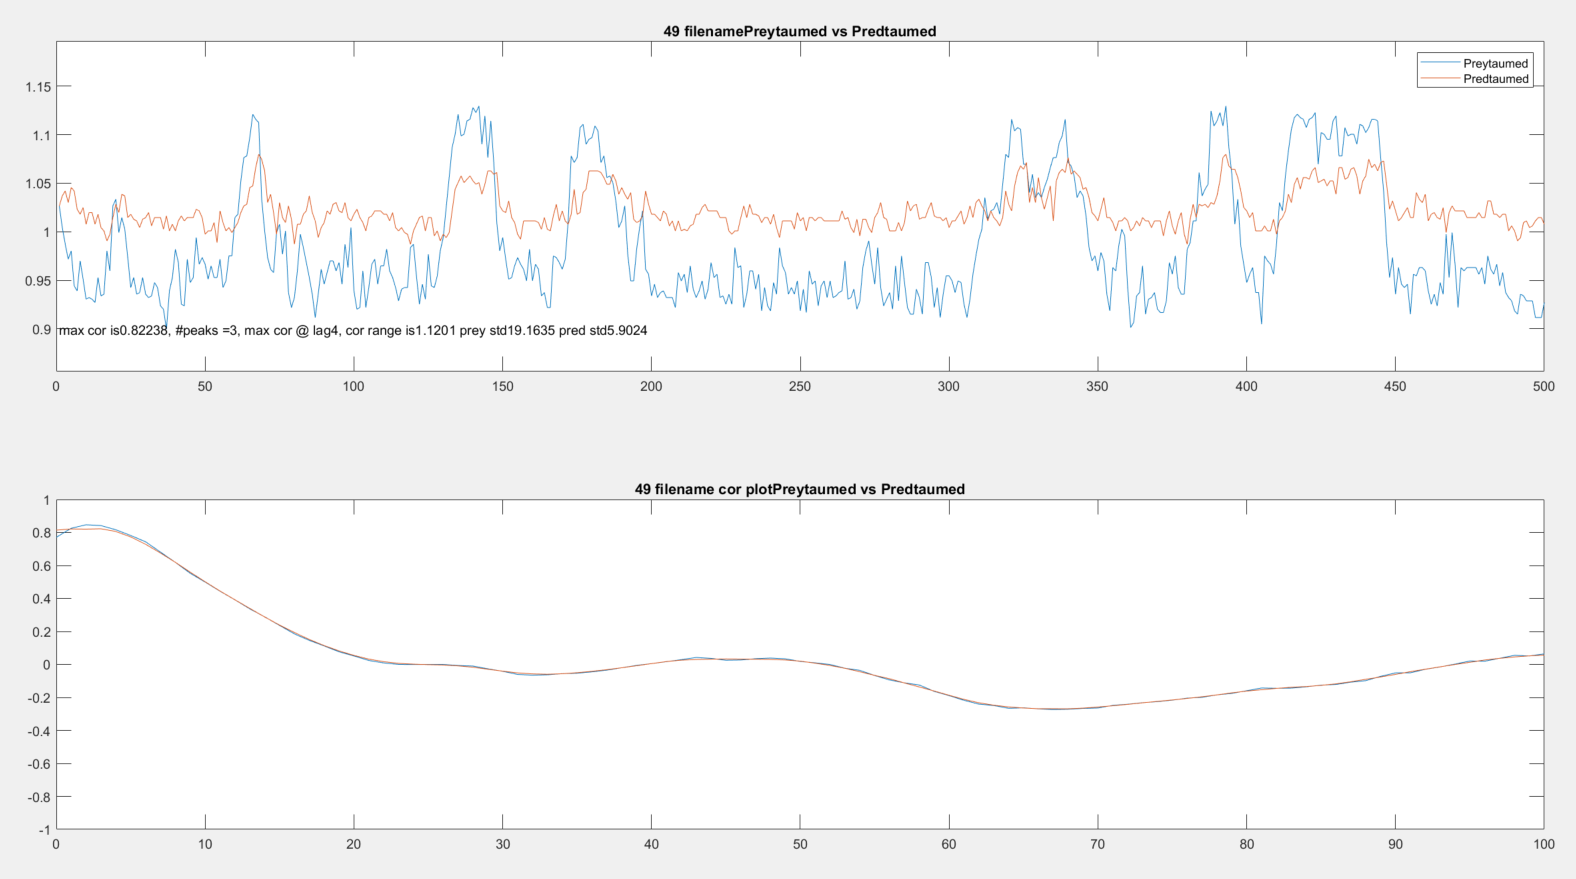 49 filenamePreytaumed vs Predtaumed
Preytaumed
Predtaumed
1.15
1.1
1.05
1
0.95
0.9
max cor is0.82238, #peaks =3, max cor @ lag4, cor range is1.1201 prey std19.1635 pred std5.9024
0 50 100 150 200 250 300 350 400 450 500
49 filename cor plotPreytaumed vs Predtaumed
1
0.8
0.6
0.4
0.2
0
-0.2
-0.4
-0.6
-0.8
-1
0 10 20 30 40 50 60 70 80 90 100